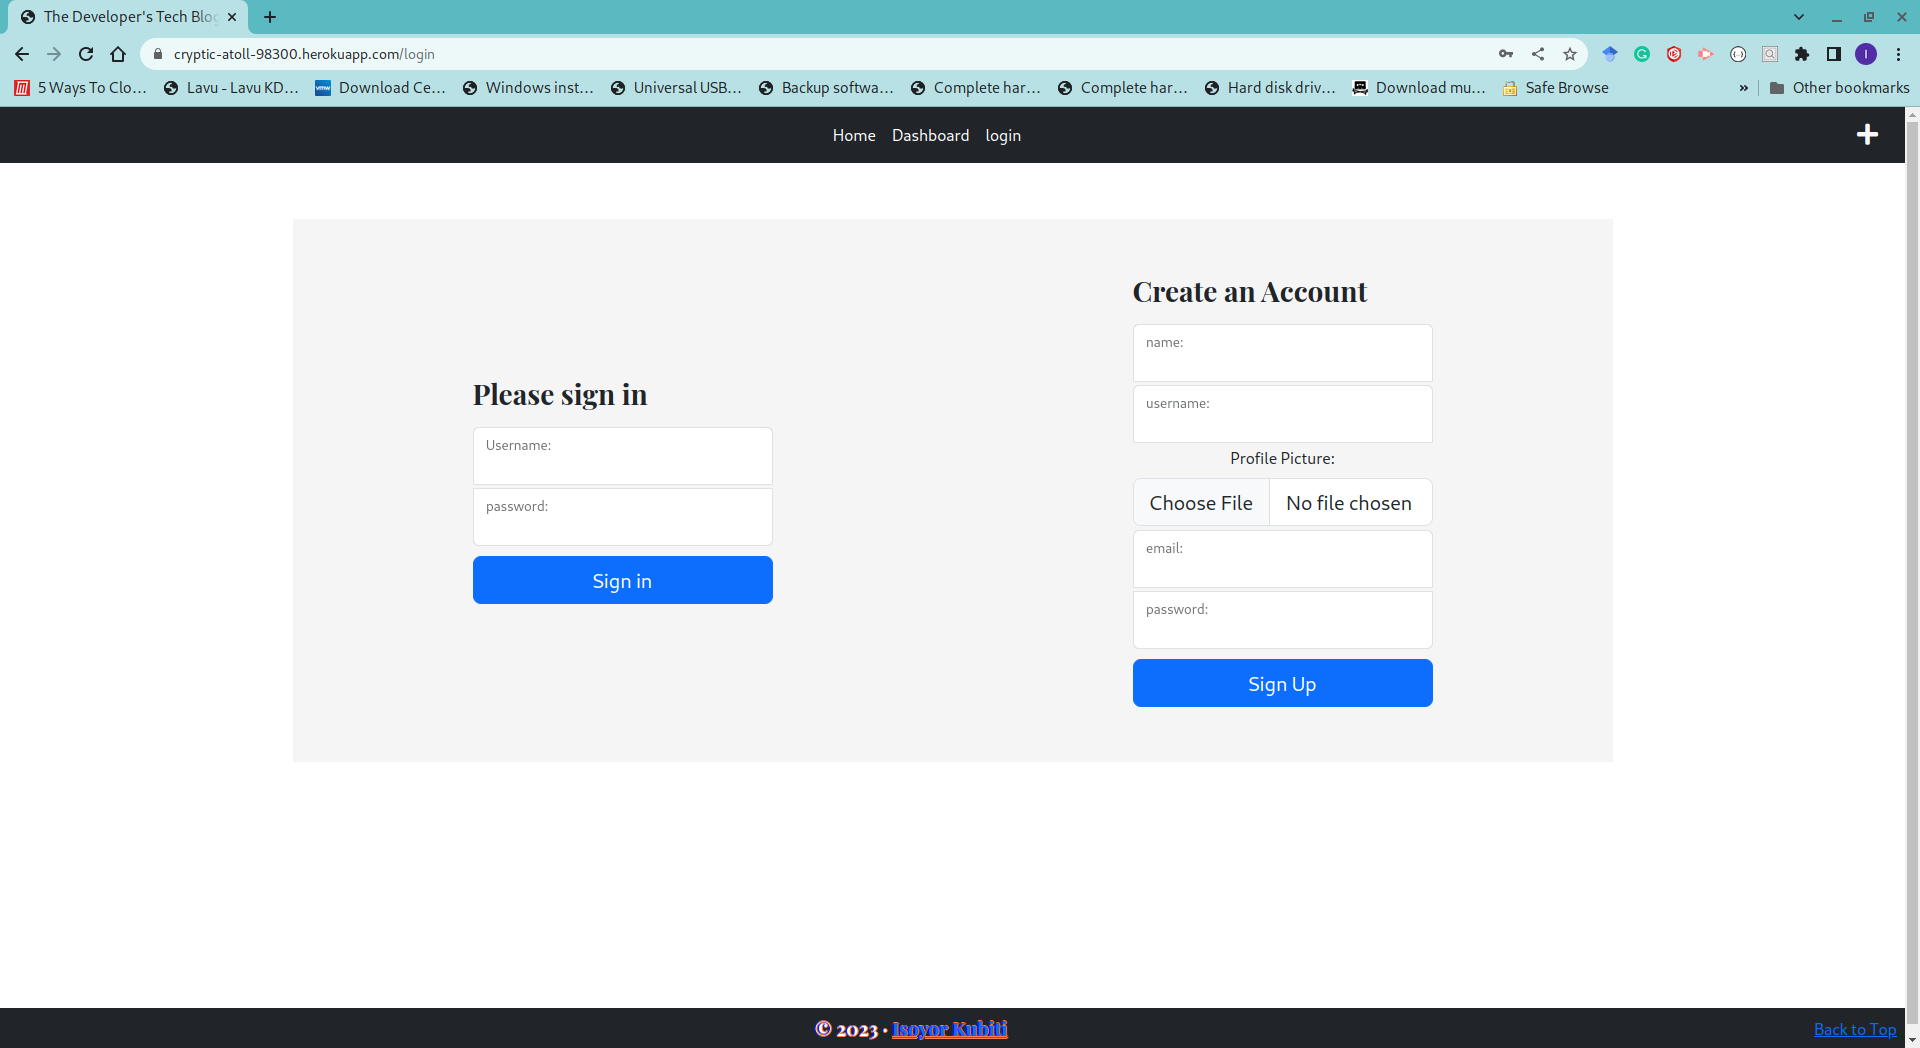 The Developer's Tech Blog
cryptic-atoll-98300.herokuapp.com/login
5 Ways To Clo... Lavu - Lavu KD... vmw Download Ce... Windows inst... Universal USB... Backup softwa... Complete har... Complete har... Hard disk driv... Download mu... Safe Browse » Other bookmarks
Home Dashboard login
Create an Account
name:
username:
Profile Picture:
Choose File No file chosen
email:
password:
Sign Up
Please sign in
Username:
password:
Sign in
© 2023 · Isoyor Kubiti
Back to Top